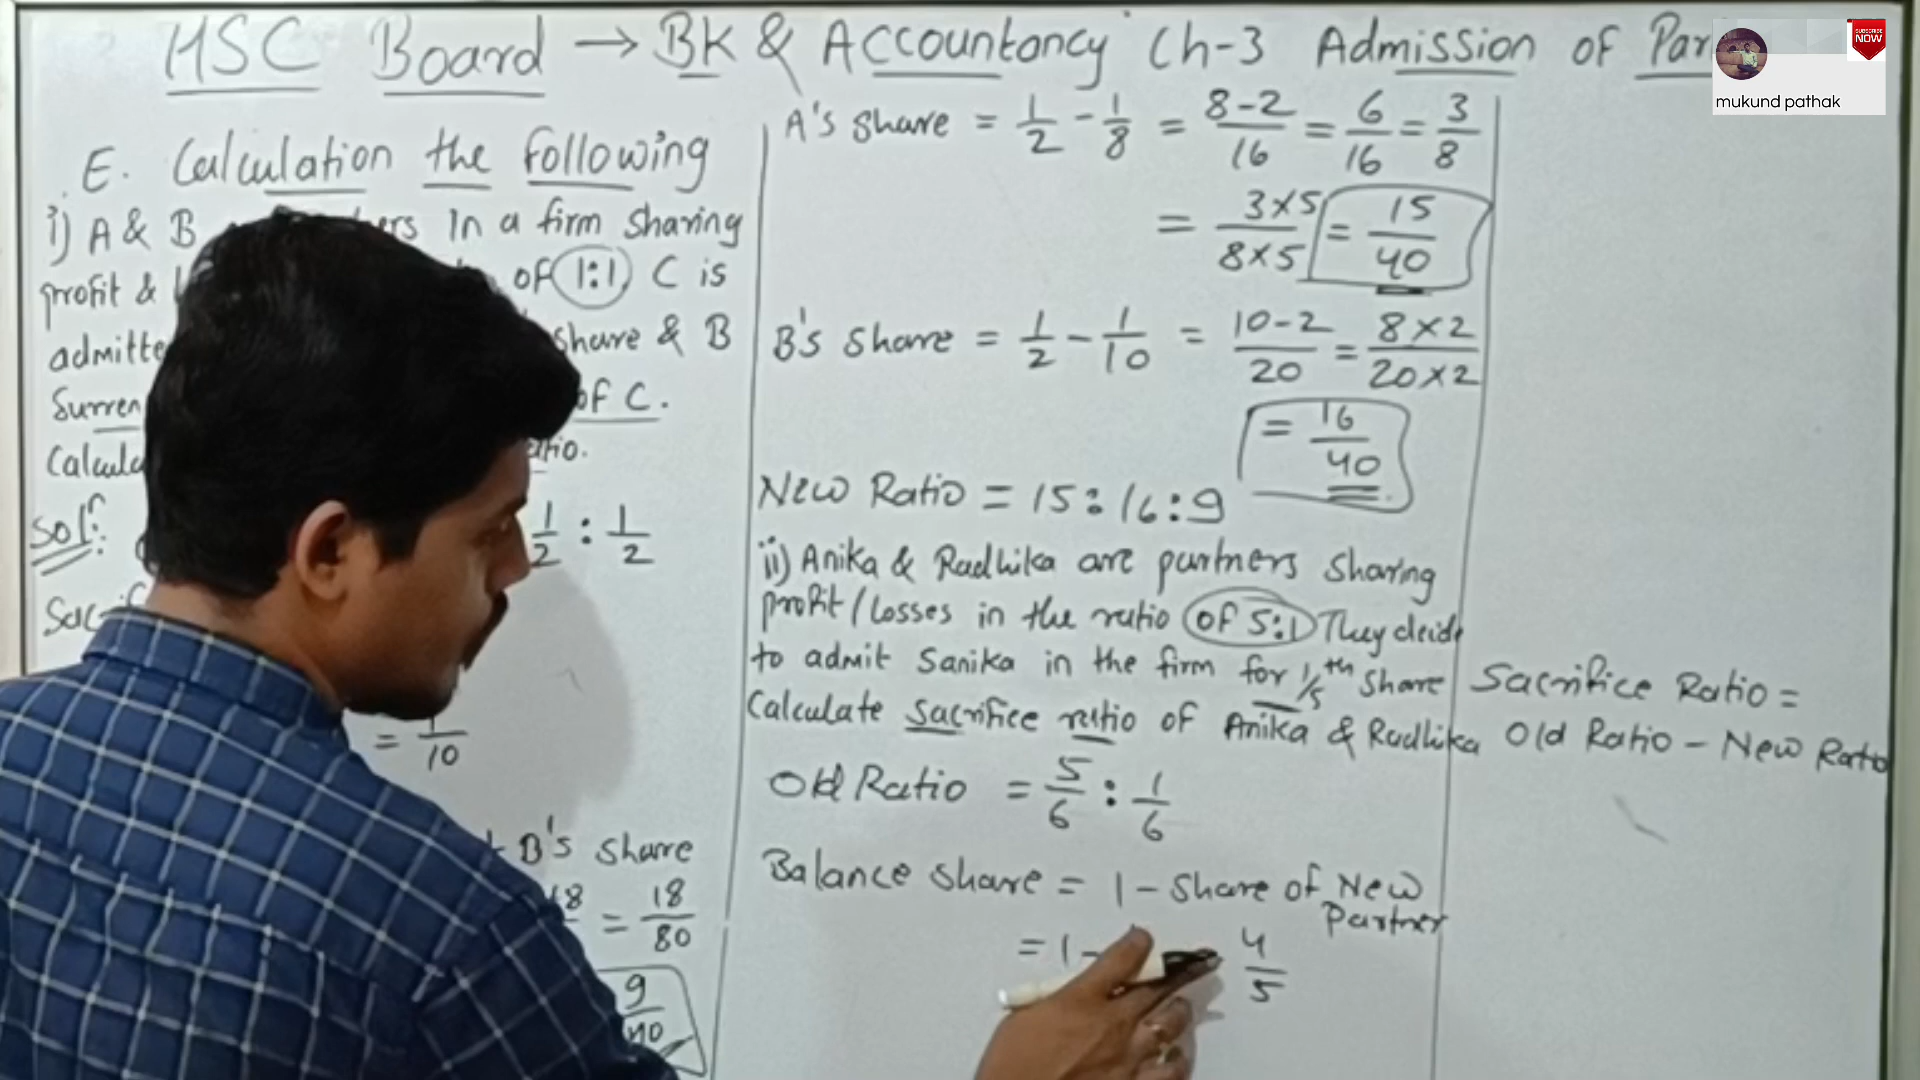 HSC Board → BK & Accountancy Ch-3 Admission of Par
SUBSCRIBE NOW
mukund pathak
E. Calculation the following
i) A & B in a firm sharing
profit & of 1:1, C is
admitte share & B
Surren of C.
Calcula
Sol:
1/2 : 1/2
Sacrif
= 1/10
B's share
18 = 18/80
9/40
A's share = 1/2 - 1/8 = 8-2/16 = 6/16 = 3/8
= 3×5/8×5 = 15/40
B's share = 1/2 - 1/10 = 10-2/20 = 8×2/20×2
= 16/40
New Ratio = 15:16:9
ii) Anika & Radhika are partners sharing
profit/losses in the ratio of 5:1 They decide
to admit Sanika in the firm for 1/5th share
Calculate sacrifice ratio of Anika & Radhika
Old Ratio = 5/6 : 1/6
Balance share = 1 - share of New
Partner
= 1 - 4/5
Sacrifice Ratio =
Old Ratio - New Ratio